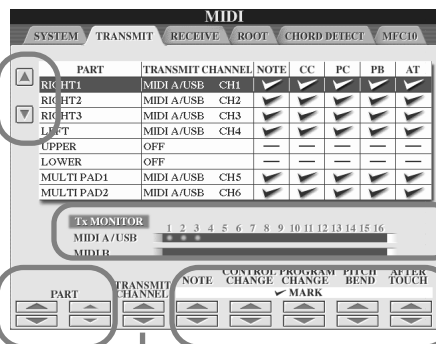 MIDI
SYSTEM TRANSMIT RECEIVE ROOT CHORD DETECT MFC10
PART TRANSMIT CHANNEL NOTE CC PC PB AT
RIGHT1 MIDI A/USB CH1
RIGHT2 MIDI A/USB CH2
RIGHT3 MIDI A/USB CH3
LEFT MIDI A/USB CH4
UPPER OFF — — — — —
LOWER OFF — — — — —
MULTI PAD1 MIDI A/USB CH5
MULTI PAD2 MIDI A/USB CH6
Tx MONITOR 1 2 3 4 5 6 7 8 9 10 11 12 13 14 15 16
MIDI A/USB
MIDI B
PART TRANSMIT CHANNEL NOTE CONTROL CHANGE PROGRAM CHANGE PITCH BEND AFTER TOUCH
✓ MARK